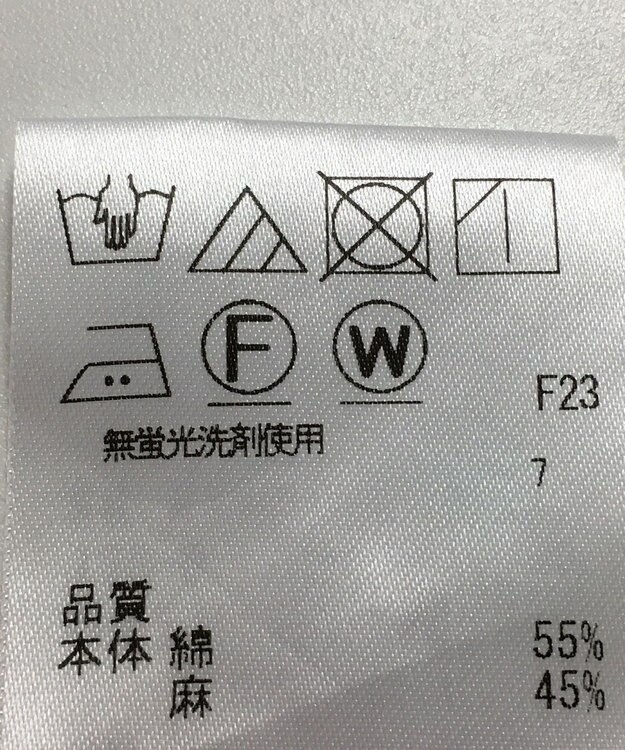 F W
F23
無蛍光洗剤使用
7
品質
本体 綿 55%
麻 45%